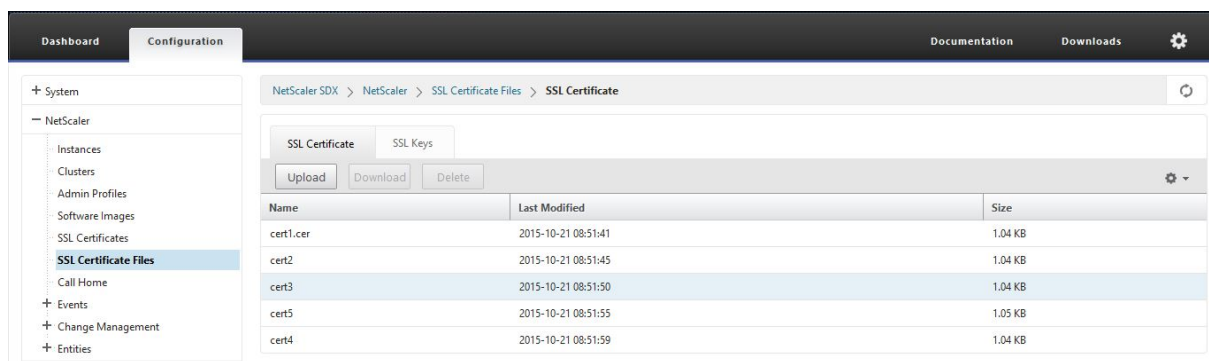 Dashboard Configuration Documentation Downloads
+ System
NetScaler SDX > NetScaler > SSL Certificate Files > SSL Certificate
− NetScaler
Instances
Clusters
Admin Profiles
Software Images
SSL Certificates
SSL Certificate Files
Call Home
+ Events
+ Change Management
+ Entities
SSL Certificate SSL Keys
Upload Download Delete
Name Last Modified Size
cert1.cer 2015-10-21 08:51:41 1.04 KB
cert2 2015-10-21 08:51:45 1.04 KB
cert3 2015-10-21 08:51:50 1.04 KB
cert5 2015-10-21 08:51:55 1.05 KB
cert4 2015-10-21 08:51:59 1.04 KB